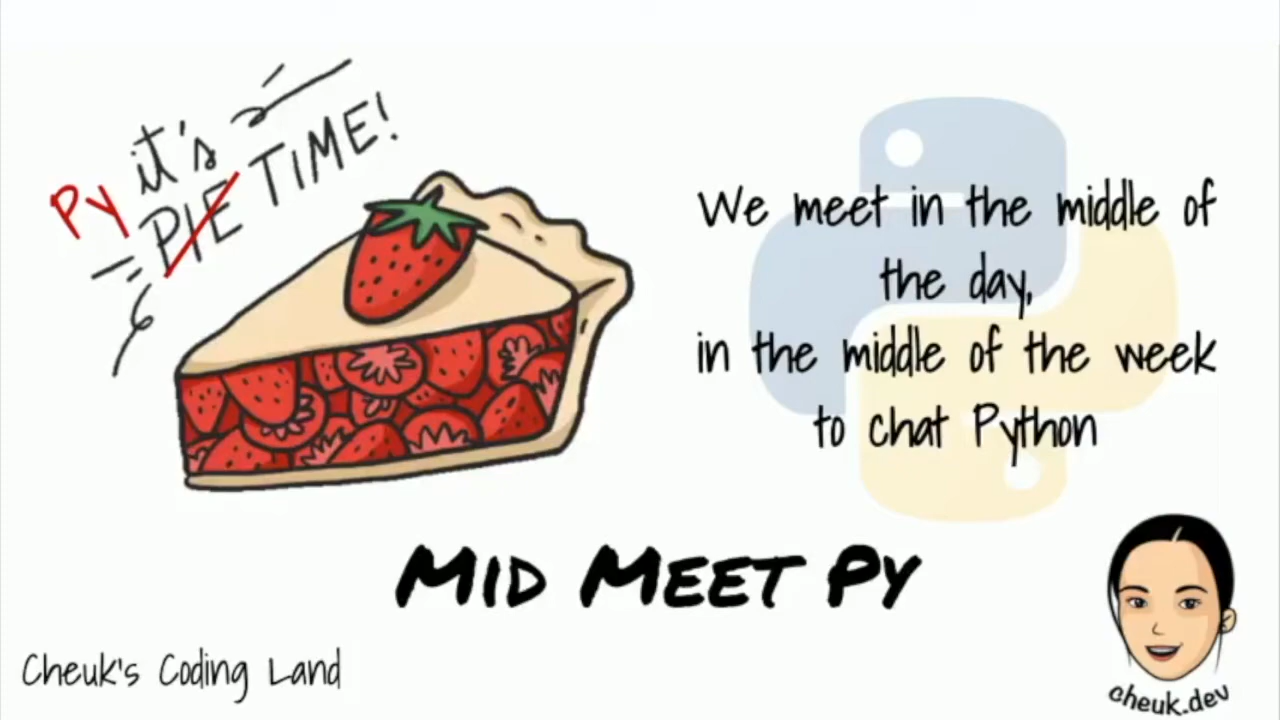 it's
Py PIE TIME!
We meet in the middle of
the day,
in the middle of the week
to chat Python
MID MEET PY
Cheuk's Coding Land
cheuk.dev